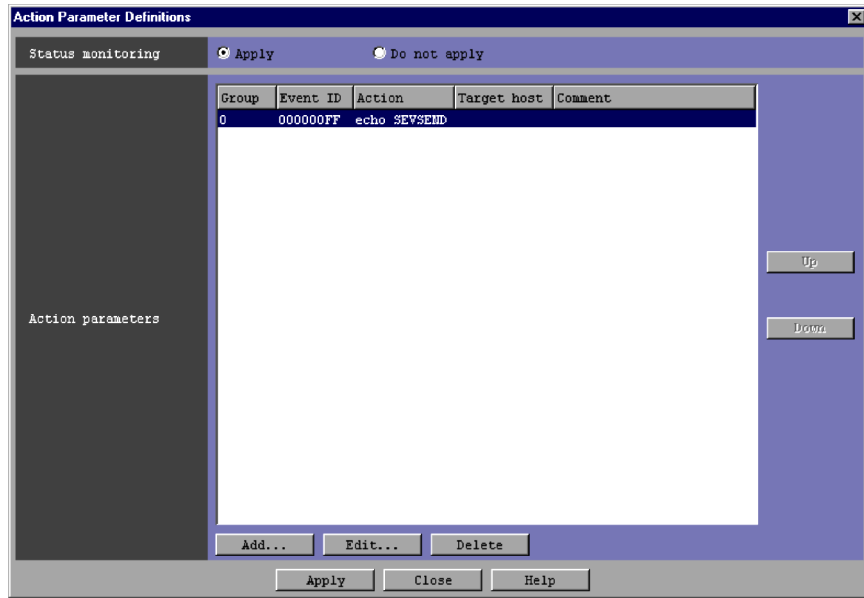 Action Parameter Definitions
Status monitoring Apply Do not apply
Group Event ID Action Target host Comment
0 000000FF echo SEVSEND
Up
Action parameters
Down
Add... Edit... Delete
Apply Close Help